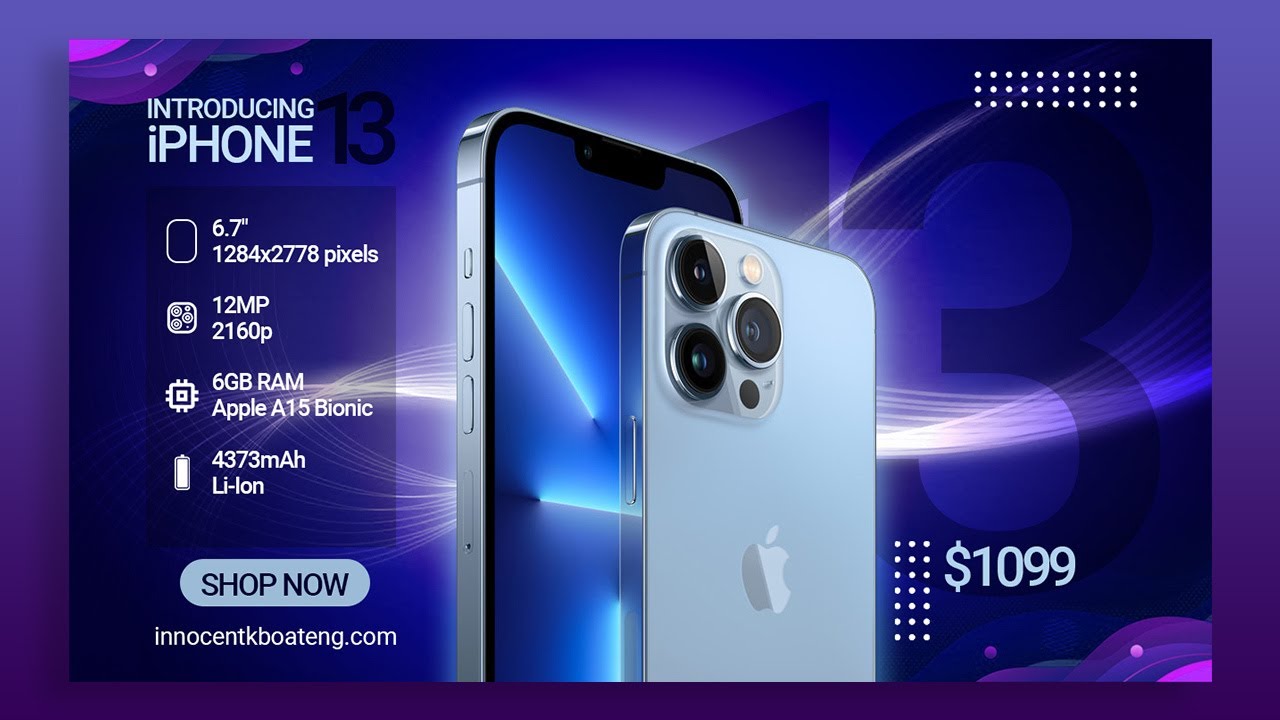 INTRODUCING
iPHONE 13
6.7"
1284x2778 pixels
12MP
2160p
6GB RAM
Apple A15 Bionic
4373mAh
Li-Ion
SHOP NOW
innocentkboateng.com
13
$1099